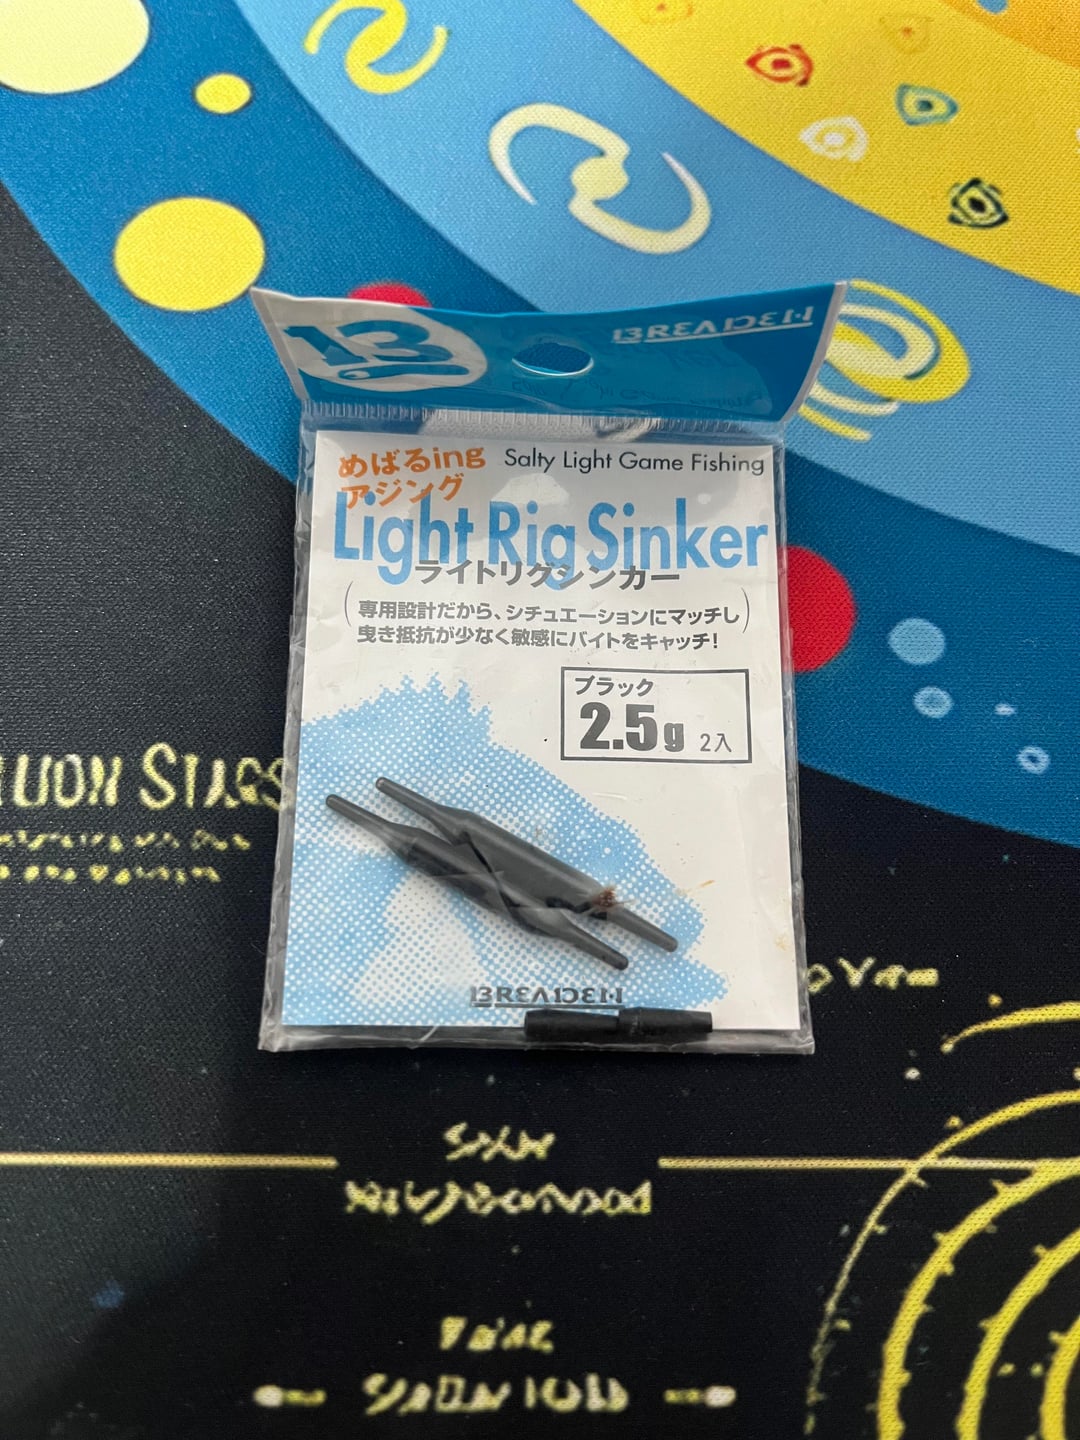 13
BREADEN
めばるing
アジング
Salty Light Game Fishing
Light Rig Sinker
ライトリグシンカー
(専用設計だから、シチュエーションにマッチし
曳き抵抗が少なく敏感にバイトをキャッチ!)
ブラック
2.5g 2入
BREADEN